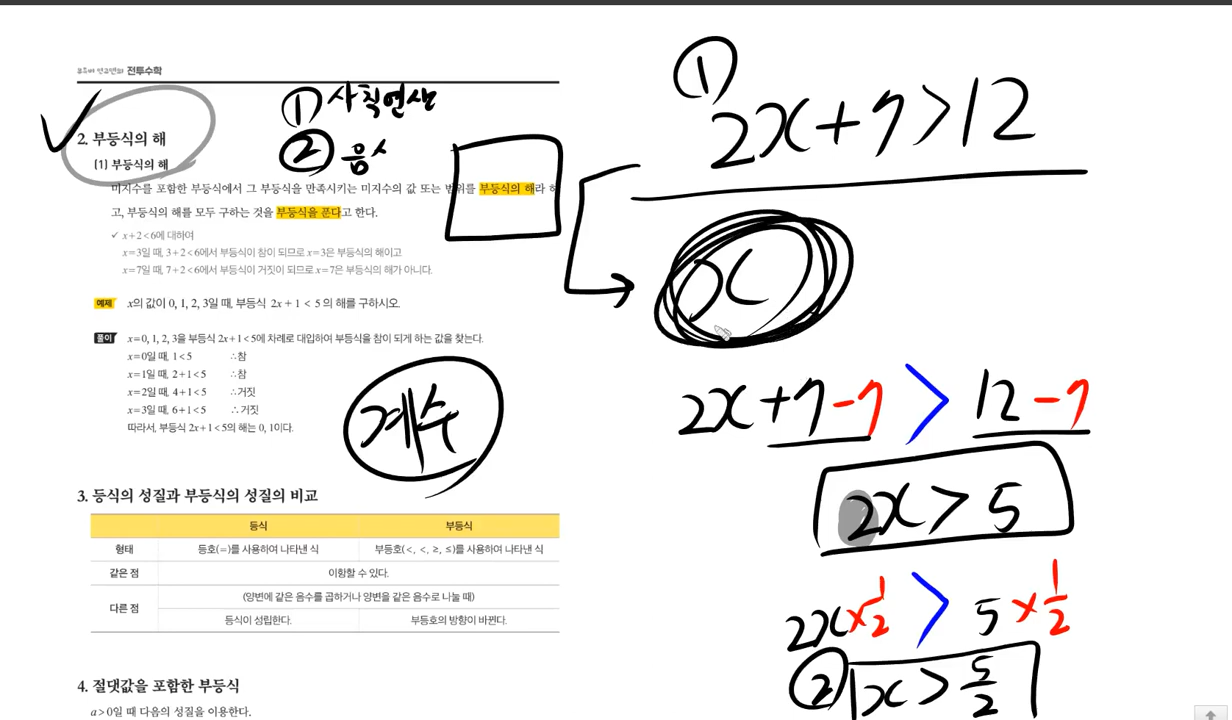 전투수학
① 사칙연산
② 음수
2. 부등식의 해
(1) 부등식의 해
미지수를 포함한 부등식에서 그 부등식을 만족시키는 미지수의 값 또는 범위를 부등식의 해라 하
고, 부등식의 해를 모두 구하는 것을 부등식을 푼다고 한다.
✓ x+2<6에 대하여
x=3일 때, 3+2<6에서 부등식이 참이 되므로 x=3은 부등식의 해이고
x=7일 때, 7+2<6에서 부등식이 거짓이 되므로 x=7은 부등식의 해가 아니다.
예제 x의 값이 0, 1, 2, 3일 때, 부등식 2x+1<5의 해를 구하시오.
풀이 x=0, 1, 2, 3을 부등식 2x+1<5에 차례로 대입하여 부등식을 참이 되게 하는 값을 찾는다.
x=0일 때, 1<5 ∴참
x=1일 때, 2+1<5 ∴참
x=2일 때, 4+1<5 ∴거짓
x=3일 때, 6+1<5 ∴거짓
따라서, 부등식 2x+1<5의 해는 0, 1이다.
계수
3. 등식의 성질과 부등식의 성질의 비교
등식 부등식
형태 등호(=)를 사용하여 나타낸 식 부등호(<, <, ≥, ≤)를 사용하여 나타낸 식
같은 점 이항할 수 있다.
다른 점 (양변에 같은 음수를 곱하거나 양변을 같은 음수로 나눌 때)
등식이 성립한다. 부등호의 방향이 바뀐다.
4. 절댓값을 포함한 부등식
a>0일 때 다음의 성질을 이용한다.
①
2x+7>12
x
2x+7-7 > 12-7
2x>5
2x×1/2 > 5×1/2
② x>5/2